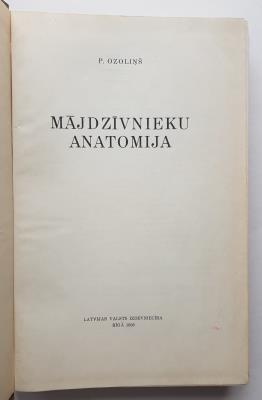 P. OZOLIŅŠ
MĀJDZĪVNIEKU
ANATOMIJA
LATVIJAS VALSTS IZDEVNIECĪBA
RĪGĀ